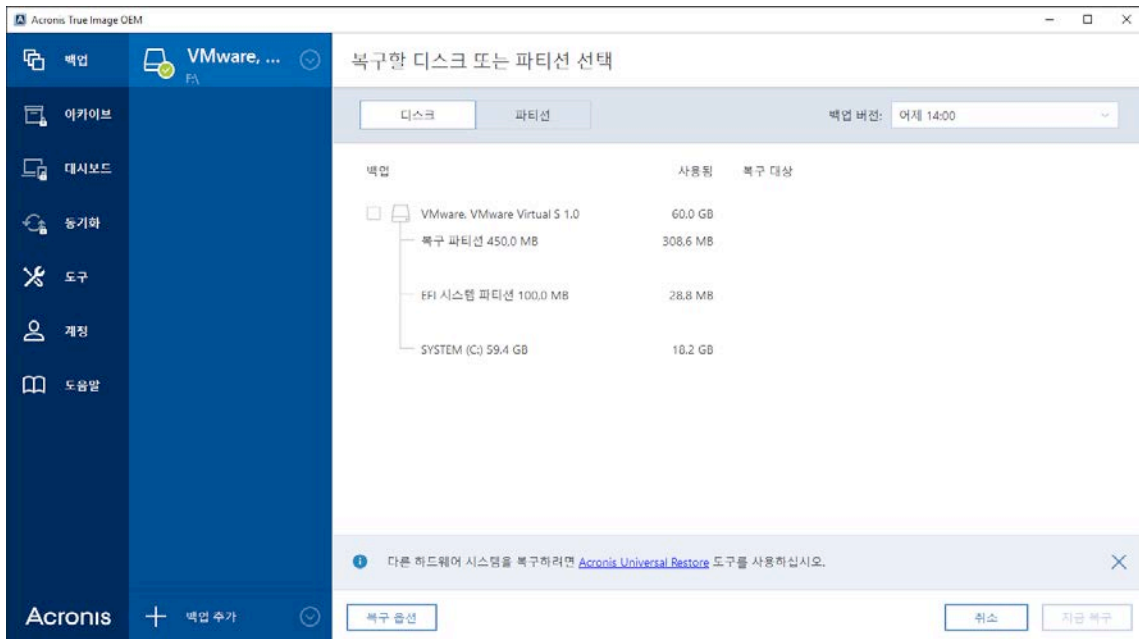 Acronis True Image OEM
백업
VMware, ...
F:\
복구할 디스크 또는 파티션 선택
아카이브
디스크
파티션
백업 버전:
어제 14:00
대시보드
백업
사용됨
복구 대상
동기화
VMware, VMware Virtual S 1.0
60.0 GB
복구 파티션 450,0 MB
308,6 MB
도구
EFI 시스템 파티션 100,0 MB
28,8 MB
계정
SYSTEM (C:) 59.4 GB
18.2 GB
도움말
다른 하드웨어 시스템을 복구하려면 Acronis Universal Restore 도구를 사용하십시오.
Acronis
백업 추가
복구 옵션
취소
지금 복구